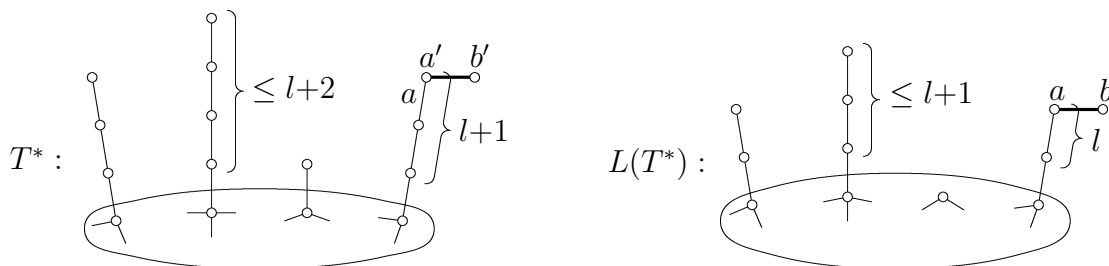 a′ b′
≤ l+2
a
l+1
T* :
a b
≤ l+1
l
L(T*) :